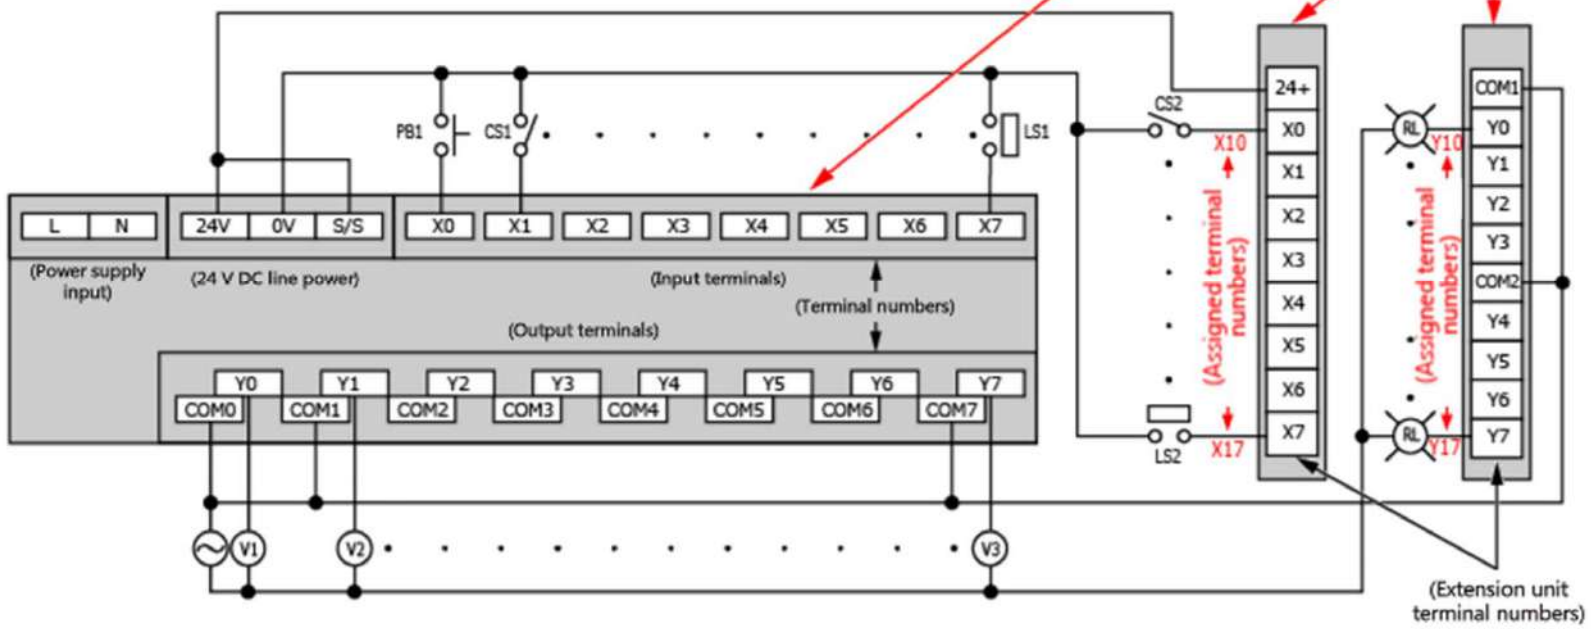 24+
COM1
CS2
PB1
CS1
LS1
X0
RL
Y0
X10
Y10
X1
Y1
X2
Y2
(Assigned terminal
numbers)
(Assigned terminal
numbers)
L
N
24V
0V
S/S
X0
X1
X2
X3
X4
X5
X6
X7
X3
Y3
(Power supply
input)
(24 V DC line power)
(Input terminals)
COM2
(Terminal numbers)
X4
Y4
(Output terminals)
X5
Y5
Y0
Y1
Y2
Y3
Y4
Y5
Y6
Y7
X6
Y6
COM0
COM1
COM2
COM3
COM4
COM5
COM6
COM7
X7
RL
Y7
LS2
X17
Y17
V1
V2
V3
(Extension unit
terminal numbers)